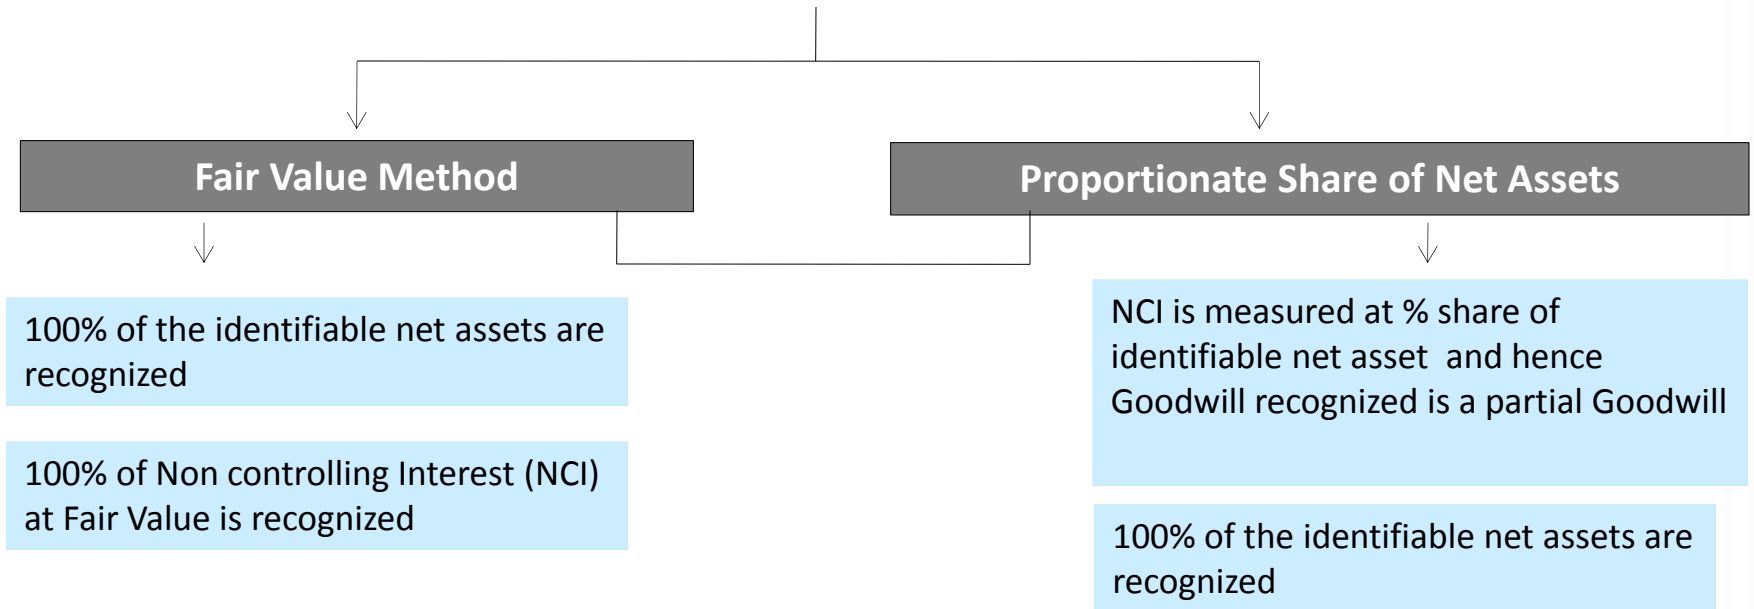 Fair Value Method
100% of the identifiable net assets are
recognized
100% of Non controlling Interest (NCI)
at Fair Value is recognized
Proportionate Share of Net Assets
NCI is measured at % share of
identifiable net asset  and hence
Goodwill recognized is a partial Goodwill
100% of the identifiable net assets are
recognized